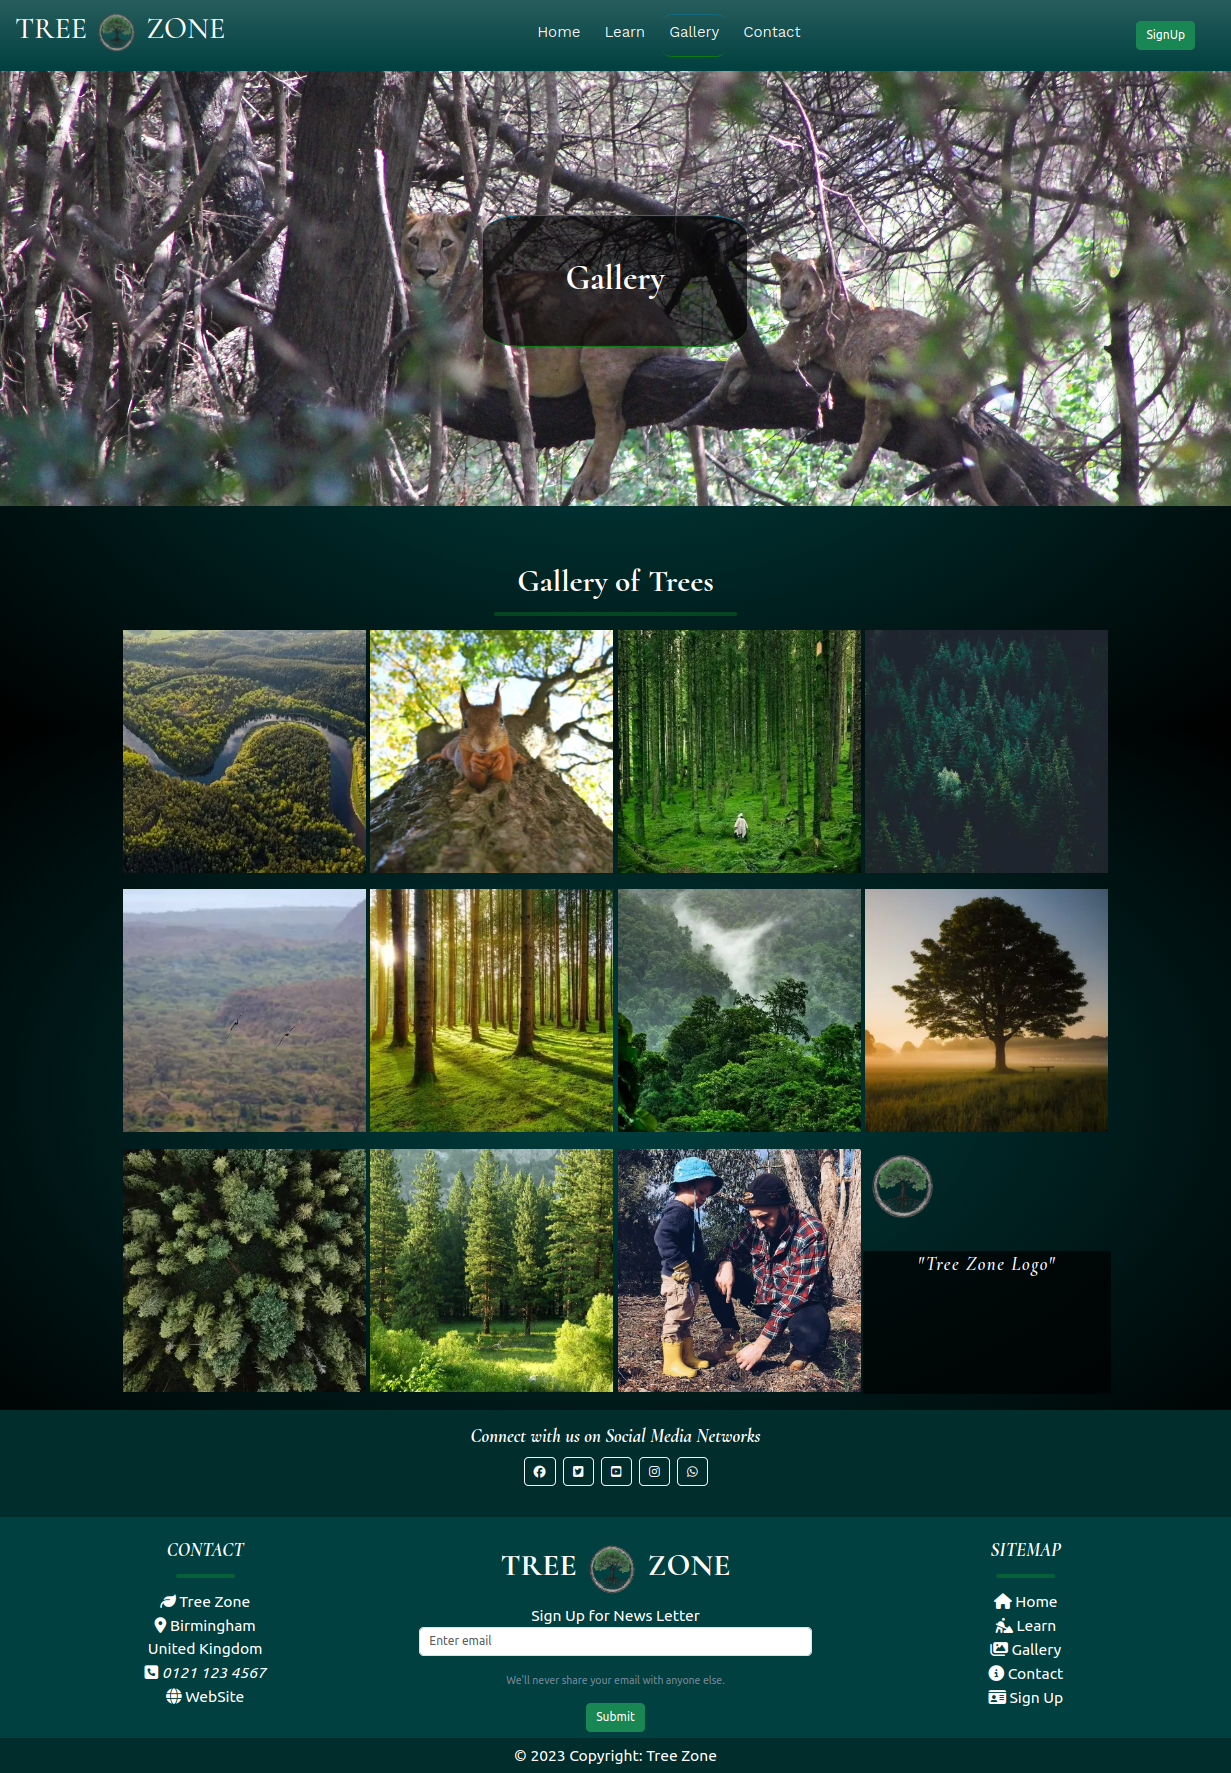 TREE ZONE
Home Learn Gallery Contact
SignUp
Gallery
Gallery of Trees
"Tree Zone Logo"
Connect with us on Social Media Networks
CONTACT
Tree Zone
Birmingham
United Kingdom
0121 123 4567
WebSite
TREE ZONE
Sign Up for News Letter
Enter email
We'll never share your email with anyone else.
Submit
SITEMAP
Home
Learn
Gallery
Contact
Sign Up
© 2023 Copyright: Tree Zone